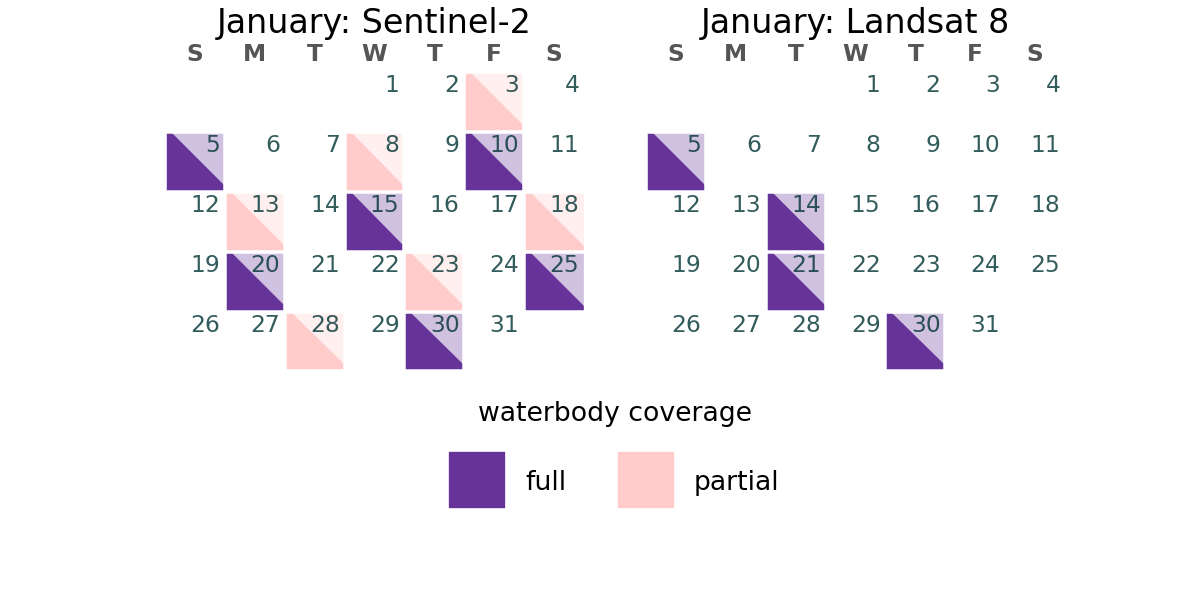 January: Sentinel-2
S M T W T F S
1 2 3 4
5 6 7 8 9 10 11
12 13 14 15 16 17 18
19 20 21 22 23 24 25
26 27 28 29 30 31
January: Landsat 8
S M T W T F S
1 2 3 4
5 6 7 8 9 10 11
12 13 14 15 16 17 18
19 20 21 22 23 24 25
26 27 28 29 30 31
waterbody coverage
full partial